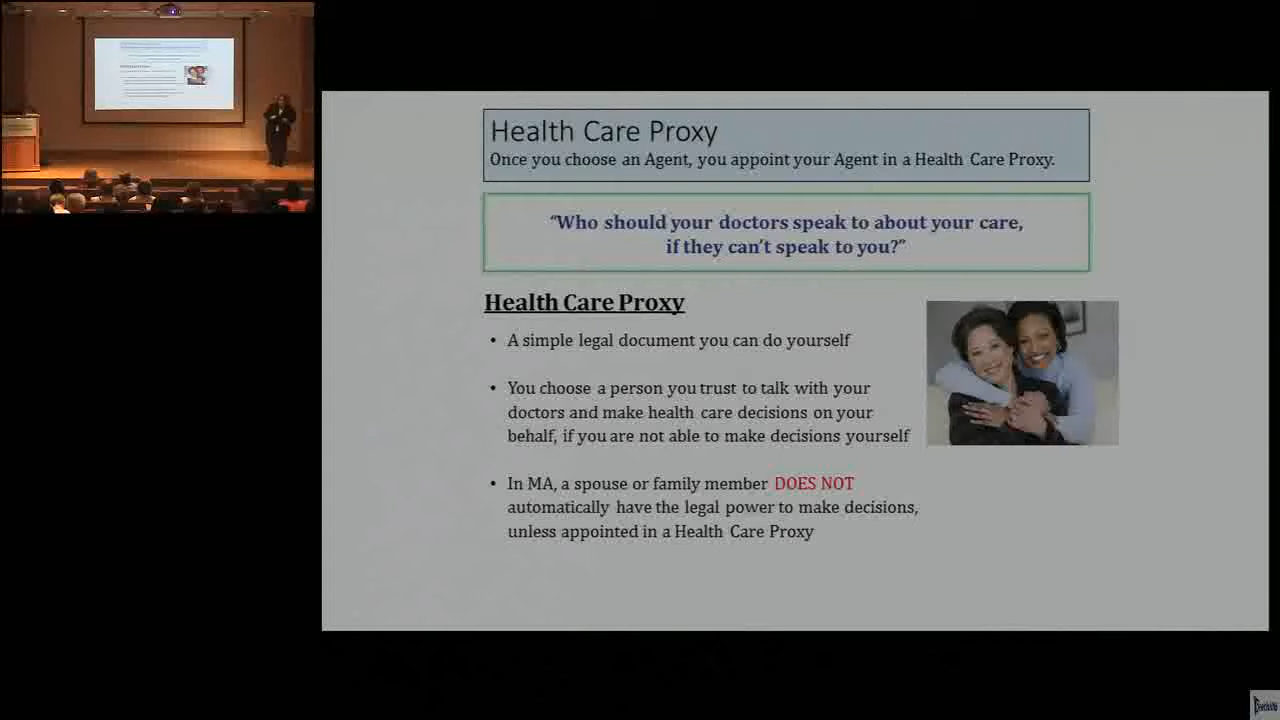 Health Care Proxy
Once you choose an Agent, you appoint your Agent in a Health Care Proxy.
“Who should your doctors speak to about your care,
if they can’t speak to you?”
Health Care Proxy
• A simple legal document you can do yourself
• You choose a person you trust to talk with your
doctors and make health care decisions on your
behalf, if you are not able to make decisions yourself
• In MA, a spouse or family member DOES NOT
automatically have the legal power to make decisions,
unless appointed in a Health Care Proxy